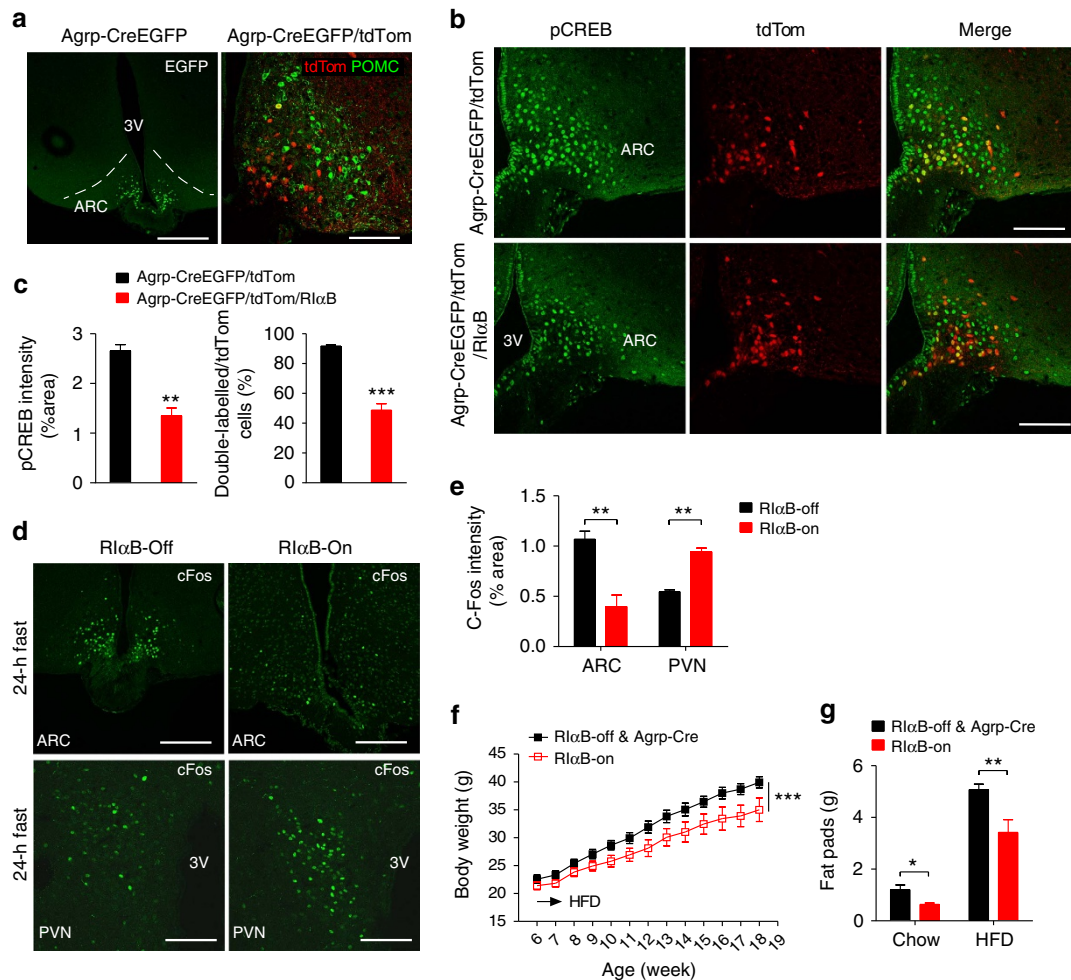 a
Agrp-CreEGFP
Agrp-CreEGFP/tdTom
EGFP
3V
ARC
tdTom POMC
b
pCREB
tdTom
Merge
Agrp-CreEGFP/tdTom
ARC
Agrp-CreEGFP/tdTom
/RIαB
3V
ARC
c
Agrp-CreEGFP/tdTom
Agrp-CreEGFP/tdTom/RIαB
pCREB intensity
(%area)
3
2
1
0
**
Double-labelled/tdTom
cells (%)
100
80
60
40
20
0
***
d
RIαB-Off
RIαB-On
24-h fast
cFos
ARC
cFos
ARC
24-h fast
cFos
3V
PVN
cFos
3V
PVN
e
C-Fos intensity
(% area)
1.5
1.0
0.5
0.0
**
**
RIαB-off
RIαB-on
ARC
PVN
f
RIαB-off & Agrp-Cre
RIαB-on
Body weight (g)
45
40
35
30
25
20
15
***
HFD
6 7 8 9 10 11 12 13 14 15 16 17 18 19
Age (week)
g
RIαB-off & Agrp-Cre
RIαB-on
Fat pads (g)
6
4
2
0
*
**
Chow
HFD